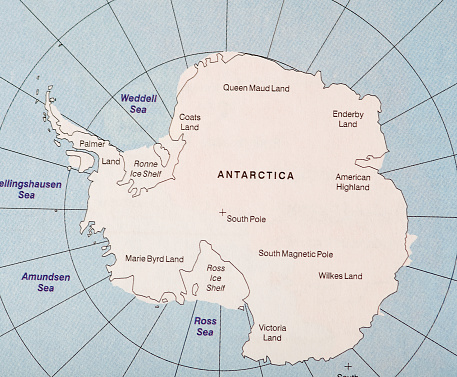 Queen Maud Land
Weddell
Sea
Coats
Land
Enderby
Land
Palmer
Land
Ronne
Ice Shelf
ANTARCTICA
American
Highland
ellingshausen
Sea
South Pole
Marie Byrd Land
South Magnetic Pole
Ross
Ice
Shelf
Wilkes Land
Amundsen
Sea
Ross
Sea
Victoria
Land